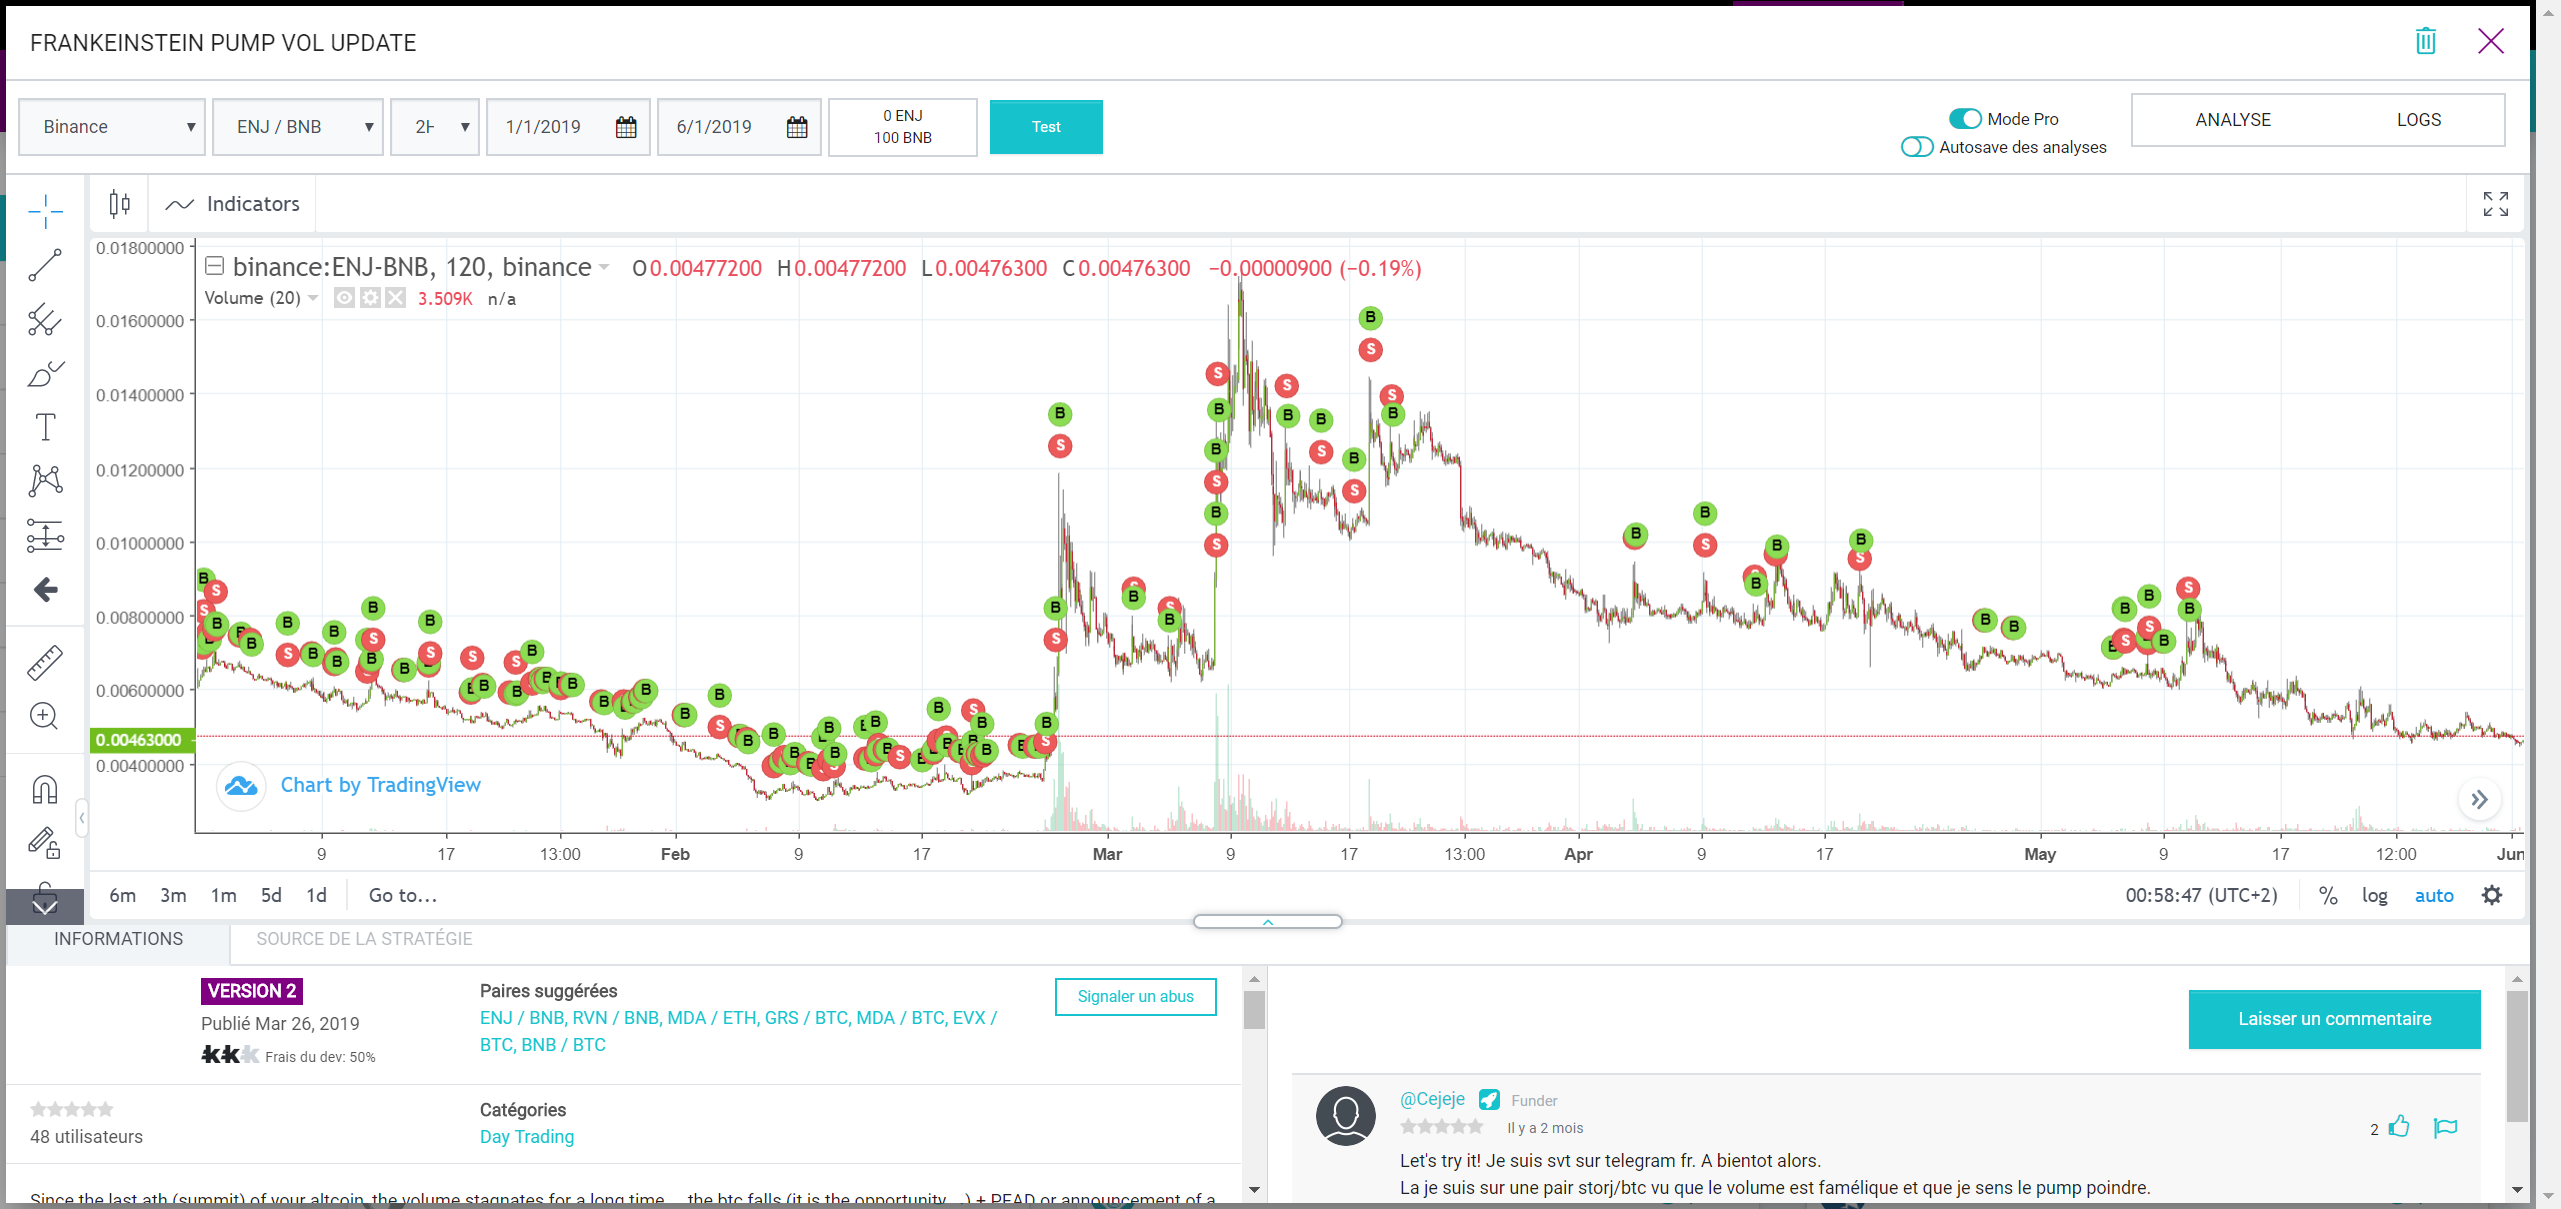 FRANKEINSTEIN PUMP VOL UPDATE
Binance ENJ / BNB 2H 1/1/2019 6/1/2019
0 ENJ
100 BNB
Test
Mode Pro
Autosave des analyses
ANALYSE LOGS
Indicators
binance:ENJ-BNB, 120, binance O0.00477200 H0.00477200 L0.00476300 C0.00476300 −0.00000900 (−0.19%)
Volume (20) 3.509K n/a
0.01800000
0.01600000
0.01400000
0.01200000
0.01000000
0.00800000
0.00600000
0.00463000
0.00400000
Chart by TradingView
9 17 13:00 Feb 9 17 Mar 9 17 13:00 Apr 9 17 May 9 17 12:00 Jun
6m 3m 1m 5d 1d Go to... 00:58:47 (UTC+2) % log auto
INFORMATIONS SOURCE DE LA STRATÉGIE
VERSION 2
Publié Mar 26, 2019
Frais du dev: 50%
Paires suggérées
ENJ / BNB, RVN / BNB, MDA / ETH, GRS / BTC, MDA / BTC, EVX /
BTC, BNB / BTC
Signaler un abus
48 utilisateurs
Catégories
Day Trading
Since the last ath (summit) of your altcoin, the volume stagnates for a long time ... the btc falls (it is the opportunity ...) + PEAD or announcement of a
Laisser un commentaire
@Cejeje Funder
Il y a 2 mois
2
Let's try it! Je suis svt sur telegram fr. A bientot alors.
La je suis sur une pair storj/btc vu que le volume est famélique et que je sens le pump poindre.